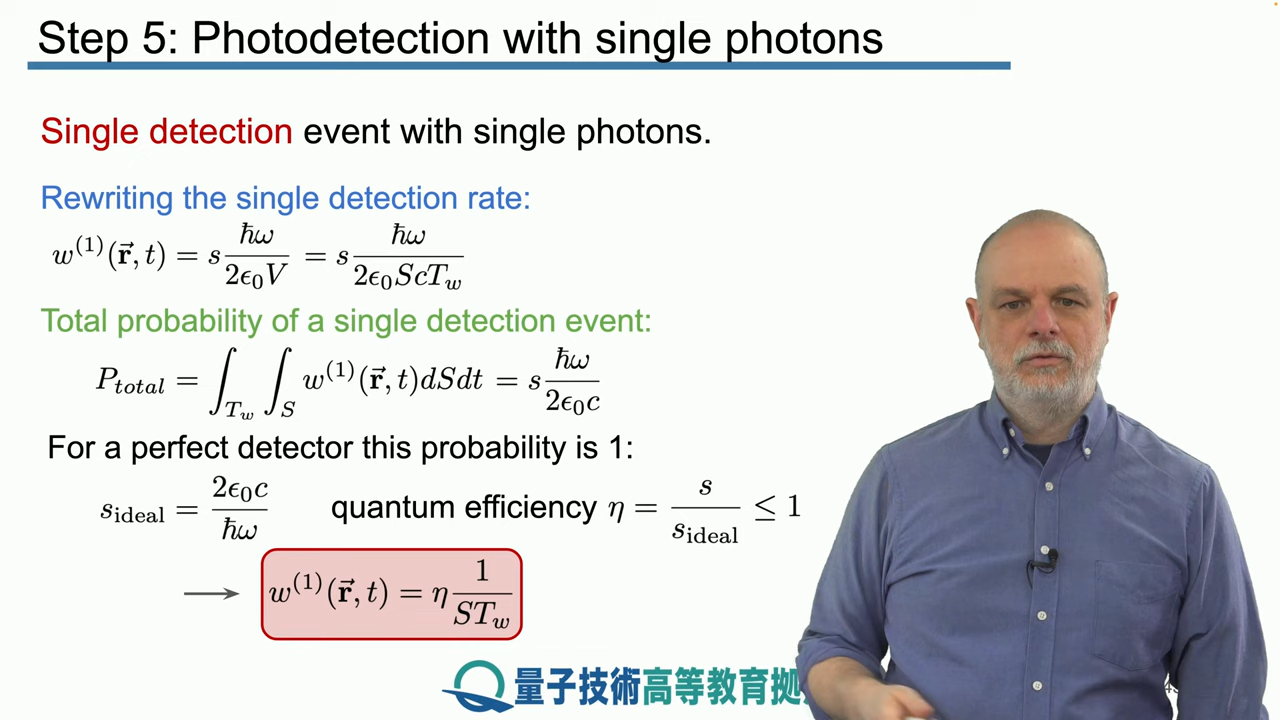 Step 5: Photodetection with single photons
Single detection event with single photons.
Rewriting the single detection rate:
w⁽¹⁾(r⃗, t) = s ħω / 2ϵ₀V = s ħω / 2ϵ₀ScT_w
Total probability of a single detection event:
P_total = ∫_{T_w} ∫_S w⁽¹⁾(r⃗, t)dSdt = s ħω / 2ϵ₀c
For a perfect detector this probability is 1:
s_ideal = 2ϵ₀c / ħω quantum efficiency η = s / s_ideal ≤ 1
→ w⁽¹⁾(r⃗, t) = η 1 / ST_w
量子技術高等教育拠